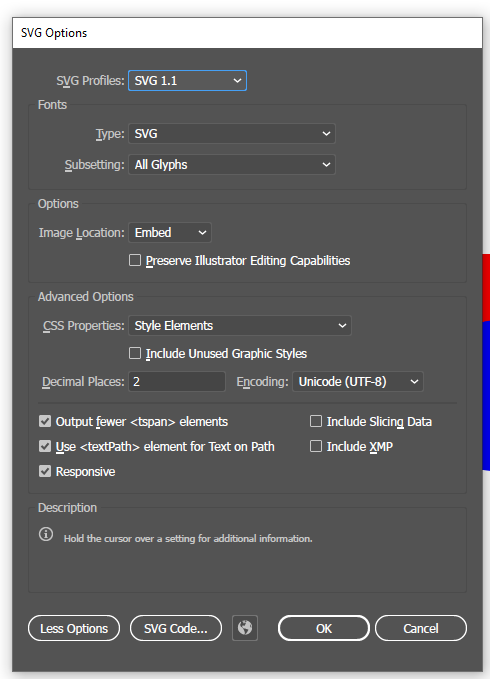 SVG Options
SVG Profiles: SVG 1.1
Fonts
Type: SVG
Subsetting: All Glyphs
Options
Image Location: Embed
Preserve Illustrator Editing Capabilities
Advanced Options
CSS Properties: Style Elements
Include Unused Graphic Styles
Decimal Places: 2 Encoding: Unicode (UTF-8)
Output fewer <tspan> elements Include Slicing Data
Use <textPath> element for Text on Path Include XMP
Responsive
Description
Hold the cursor over a setting for additional information.
Less Options SVG Code... OK Cancel